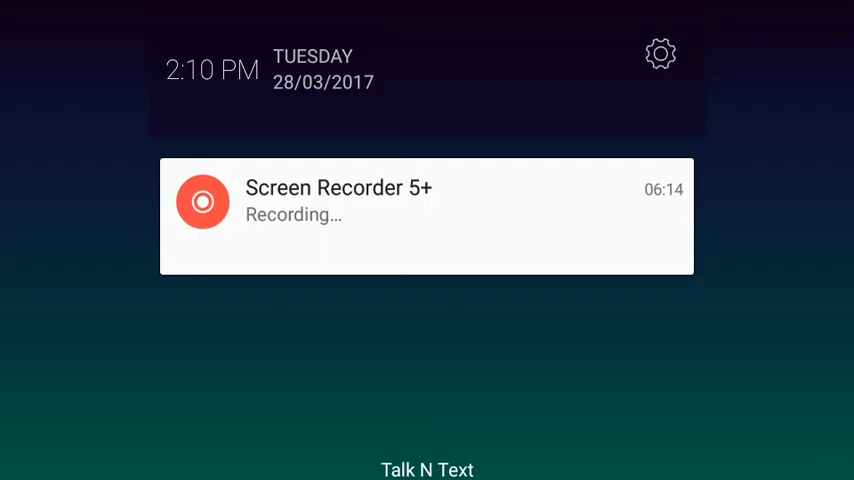 2:10 PM
TUESDAY
28/03/2017
Screen Recorder 5+
06:14
Recording...
Talk N Text